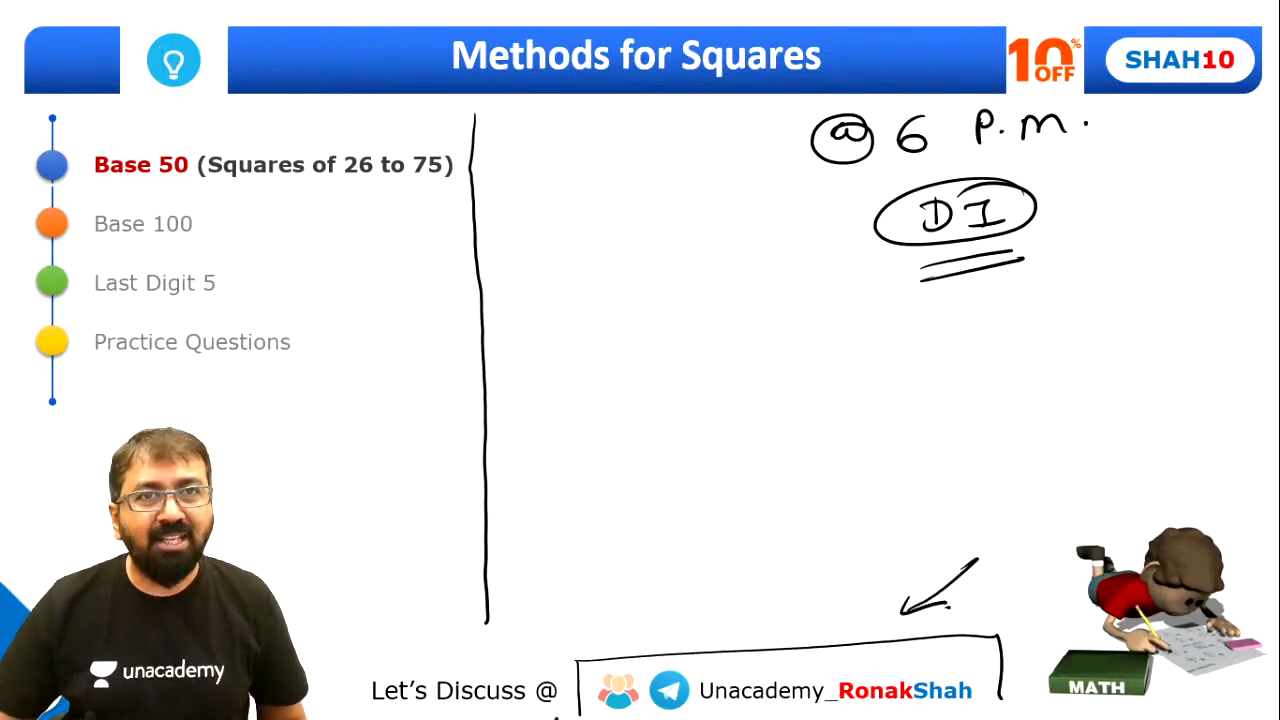 Methods for Squares
10% OFF
SHAH10
@ 6 P.M.
DI
Base 50 (Squares of 26 to 75)
Base 100
Last Digit 5
Practice Questions
unacademy
MATH
Let's Discuss @ Unacademy_RonakShah